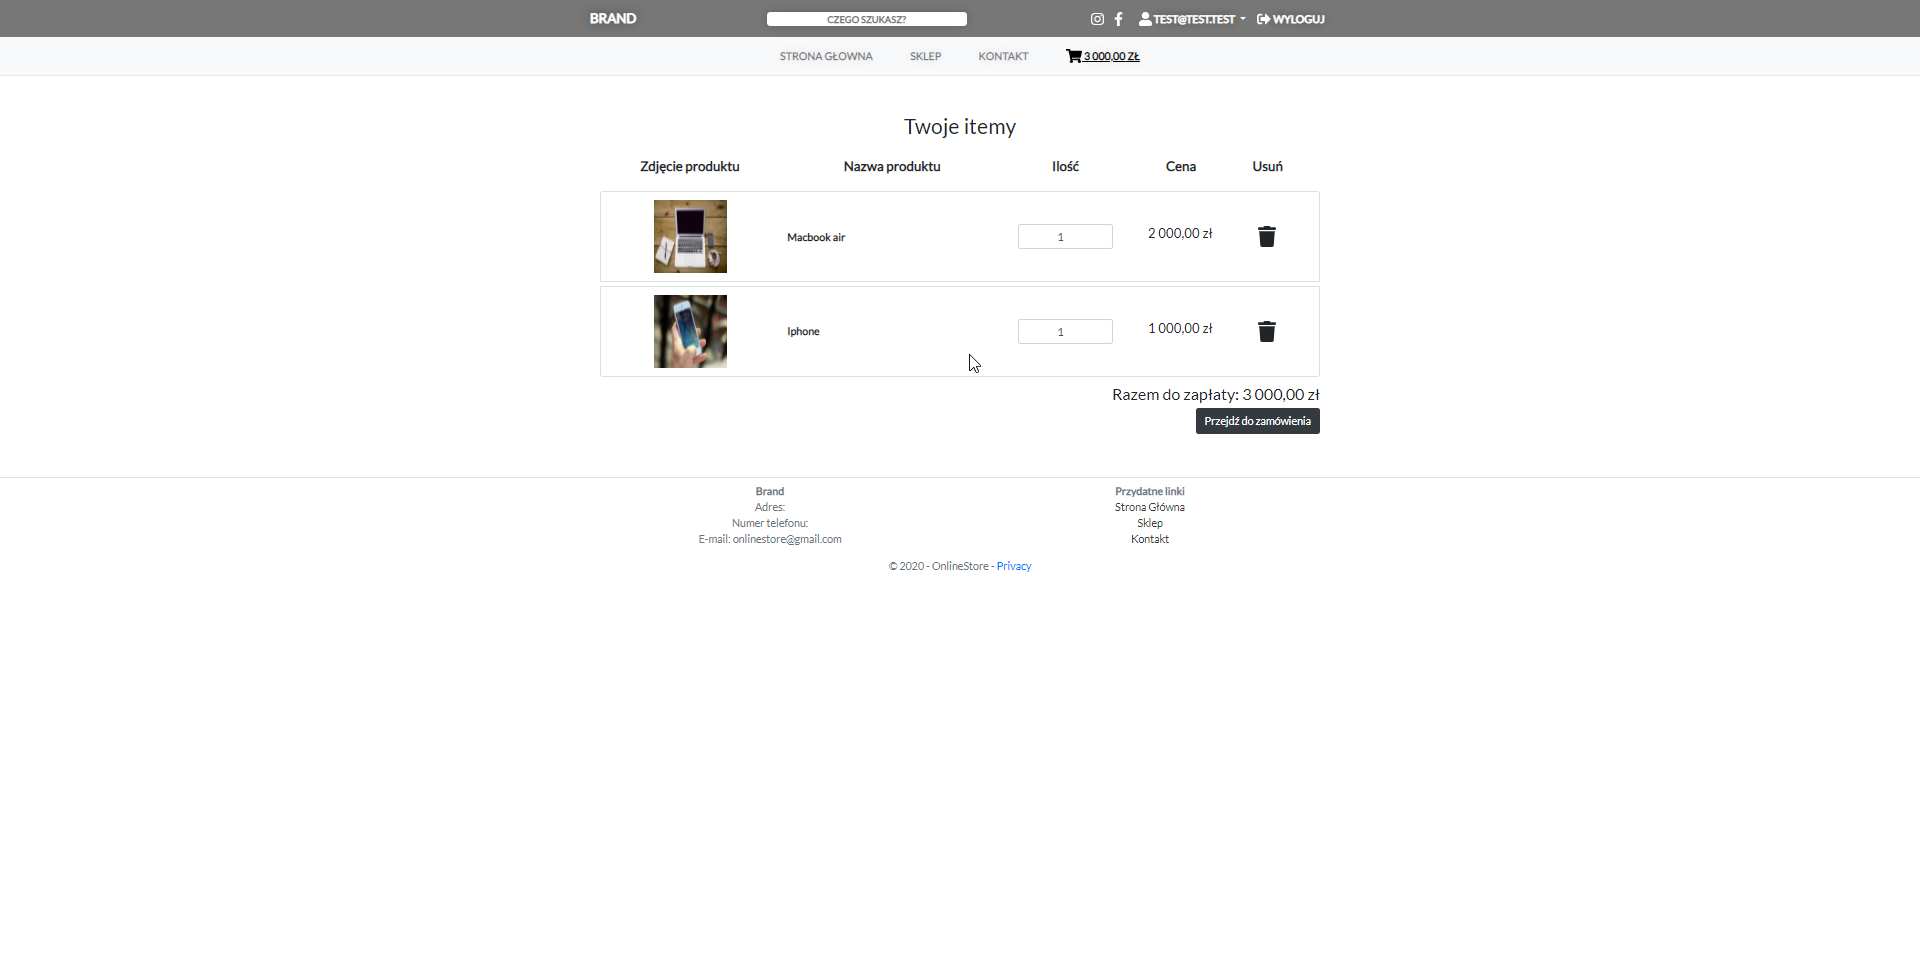 BRAND CZEGO SZUKASZ? TEST@TEST.TEST WYLOGUJ
STRONA GŁOWNA SKLEP KONTAKT 3 000,00 ZŁ
Twoje itemy
Zdjęcie produktu Nazwa produktu Ilość Cena Usuń
Macbook air 1 2 000,00 zł
Iphone 1 1 000,00 zł
Razem do zapłaty: 3 000,00 zł
Przejdź do zamówienia
Brand Przydatne linki
Adres: Strona Główna
Numer telefonu: Sklep
E-mail: onlinestore@gmail.com Kontakt
© 2020 - OnlineStore - Privacy